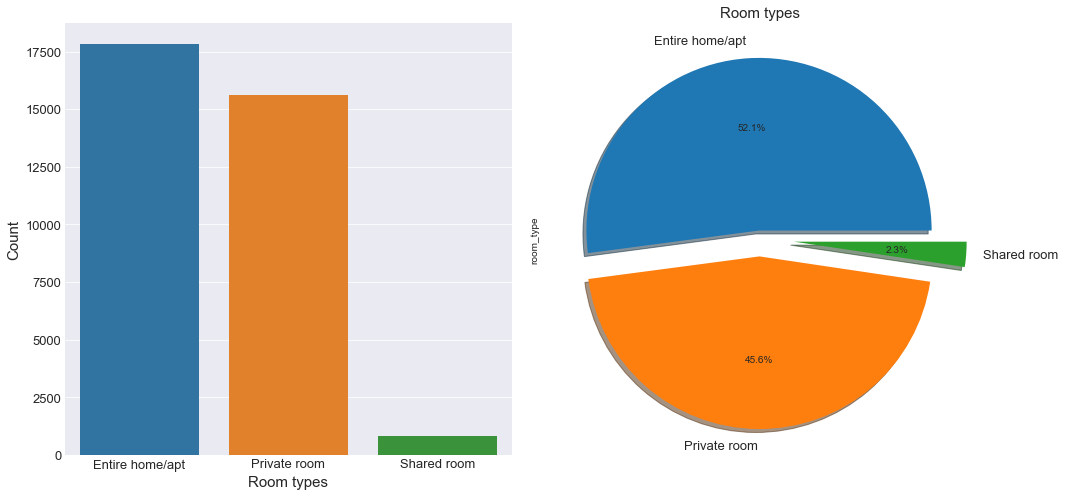 17500
15000
12500
10000
7500
5000
2500
0
Count
Entire home/apt Private room Shared room
Room types
Room types
Entire home/apt
52.1%
room_type
2.3%
Shared room
45.6%
Private room